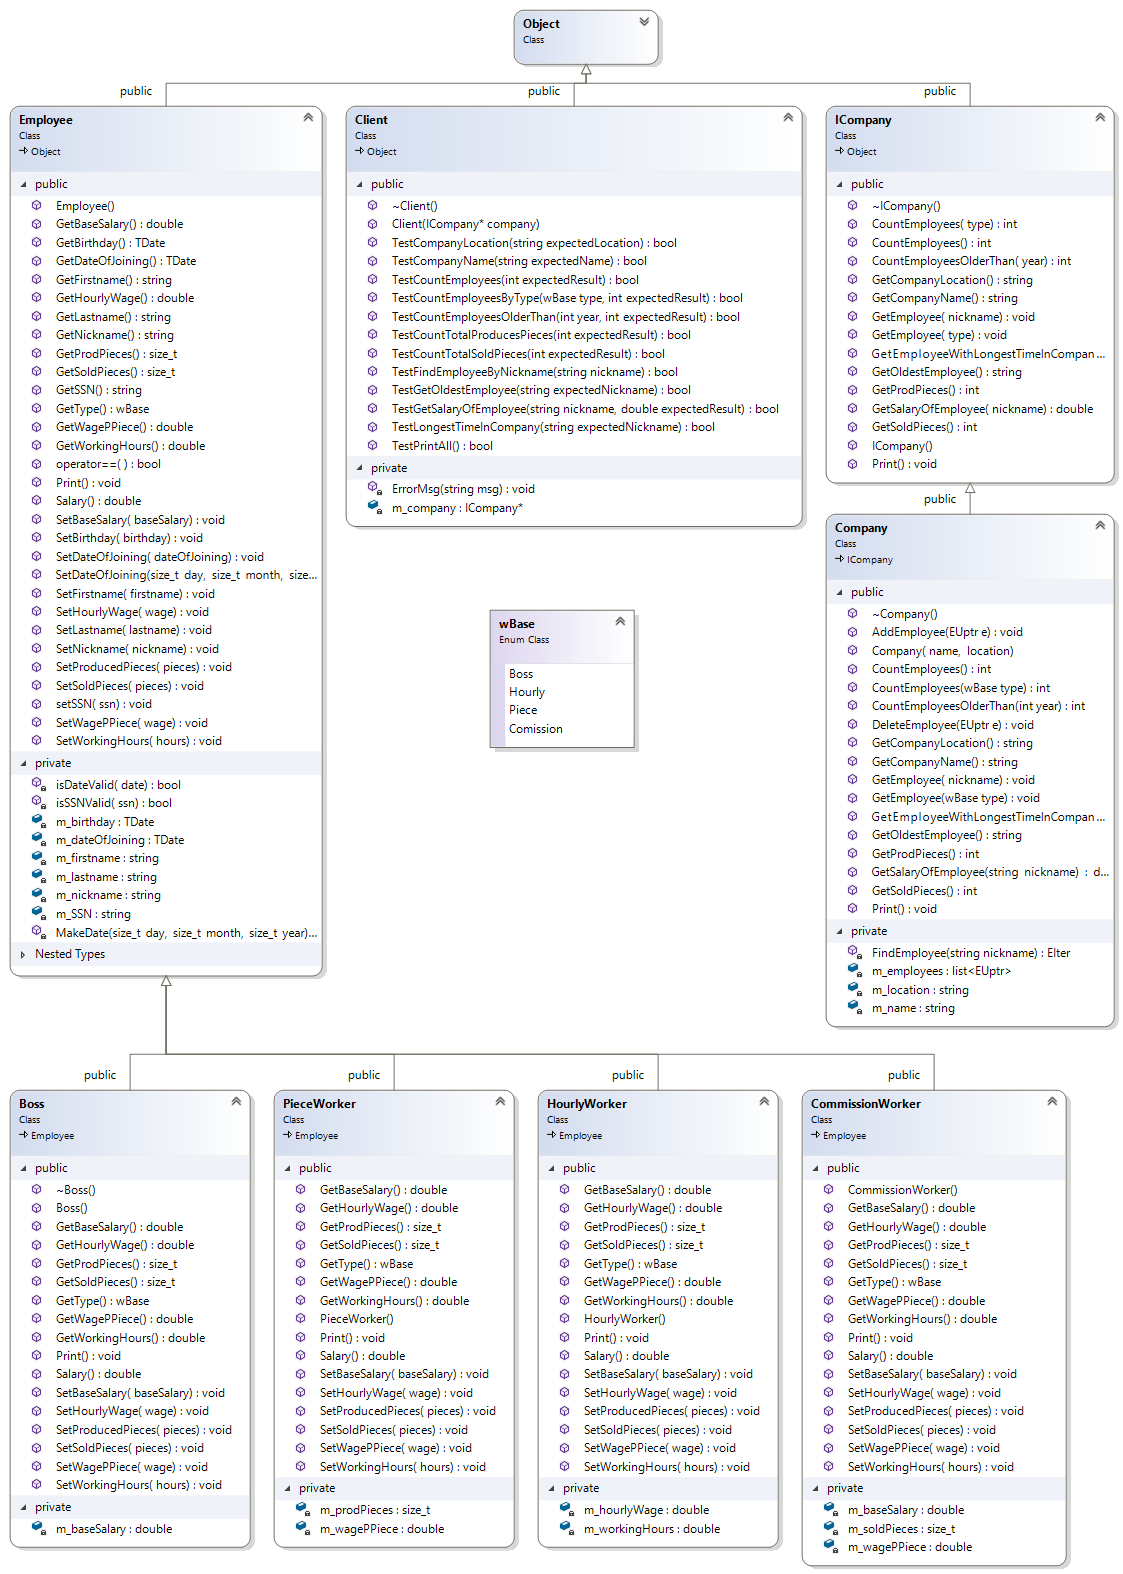 Object
Class
public
public
public
Employee
Class
Object
public
Employee()
GetBaseSalary() : double
GetBirthday() : TDate
GetDateOfJoining() : TDate
GetFirstname() : string
GetHourlyWage() : double
GetLastname() : string
GetNickname() : string
GetProdPieces() : size_t
GetSoldPieces() : size_t
GetSSN() : string
GetType() : wBase
GetWagePPiece() : double
GetWorkingHours() : double
operator==( ) : bool
Print() : void
Salary() : double
SetBaseSalary( baseSalary) : void
SetBirthday( birthday) : void
SetDateOfJoining( dateOfJoining) : void
SetDateOfJoining(size_t day, size_t month, size...
SetFirstname( firstname) : void
SetHourlyWage( wage) : void
SetLastname( lastname) : void
SetNickname( nickname) : void
SetProducedPieces( pieces) : void
SetSoldPieces( pieces) : void
setSSN( ssn) : void
SetWagePPiece( wage) : void
SetWorkingHours( hours) : void
private
isDateValid( date) : bool
isSSNValid( ssn) : bool
m_birthday : TDate
m_dateOfJoining : TDate
m_firstname : string
m_lastname : string
m_nickname : string
m_SSN : string
MakeDate(size_t day, size_t month, size_t year)...
Nested Types
Client
Class
Object
public
~Client()
Client(ICompany* company)
TestCompanyLocation(string expectedLocation) : bool
TestCompanyName(string expectedName) : bool
TestCountEmployees(int expectedResult) : bool
TestCountEmployeesByType(wBase type, int expectedResult) : bool
TestCountEmployeesOlderThan(int year, int expectedResult) : bool
TestCountTotalProducesPieces(int expectedResult) : bool
TestCountTotalSoldPieces(int expectedResult) : bool
TestFindEmployeeByNickname(string nickname) : bool
TestGetOldestEmployee(string expectedNickname) : bool
TestGetSalaryOfEmployee(string nickname, double expectedResult) : bool
TestLongestTimeInCompany(string expectedNickname) : bool
TestPrintAll() : bool
private
ErrorMsg(string msg) : void
m_company : ICompany*
ICompany
Class
Object
public
~ICompany()
CountEmployees( type) : int
CountEmployees() : int
CountEmployeesOlderThan( year) : int
GetCompanyLocation() : string
GetCompanyName() : string
GetEmployee( nickname) : void
GetEmployee( type) : void
GetEmployeeWithLongestTimeInCompan...
GetOldestEmployee() : string
GetProdPieces() : int
GetSalaryOfEmployee( nickname) : double
GetSoldPieces() : int
ICompany()
Print() : void
public
Company
Class
ICompany
public
~Company()
AddEmployee(EUptr e) : void
Company( name, location)
CountEmployees() : int
CountEmployees(wBase type) : int
CountEmployeesOlderThan(int year) : int
DeleteEmployee(EUptr e) : void
GetCompanyLocation() : string
GetCompanyName() : string
GetEmployee( nickname) : void
GetEmployee(wBase type) : void
GetEmployeeWithLongestTimeInCompan...
GetOldestEmployee() : string
GetProdPieces() : int
GetSalaryOfEmployee(string nickname) : d...
GetSoldPieces() : int
Print() : void
private
FindEmployee(string nickname) : EIter
m_employees : list<EUptr>
m_location : string
m_name : string
wBase
Enum Class
Boss
Hourly
Piece
Comission
public
public
public
public
Boss
Class
Employee
public
~Boss()
Boss()
GetBaseSalary() : double
GetHourlyWage() : double
GetProdPieces() : size_t
GetSoldPieces() : size_t
GetType() : wBase
GetWagePPiece() : double
GetWorkingHours() : double
Print() : void
Salary() : double
SetBaseSalary( baseSalary) : void
SetHourlyWage( wage) : void
SetProducedPieces( pieces) : void
SetSoldPieces( pieces) : void
SetWagePPiece( wage) : void
SetWorkingHours( hours) : void
private
m_baseSalary : double
PieceWorker
Class
Employee
public
GetBaseSalary() : double
GetHourlyWage() : double
GetProdPieces() : size_t
GetSoldPieces() : size_t
GetType() : wBase
GetWagePPiece() : double
GetWorkingHours() : double
PieceWorker()
Print() : void
Salary() : double
SetBaseSalary( baseSalary) : void
SetHourlyWage( wage) : void
SetProducedPieces( pieces) : void
SetSoldPieces( pieces) : void
SetWagePPiece( wage) : void
SetWorkingHours( hours) : void
private
m_prodPieces : size_t
m_wagePPiece : double
HourlyWorker
Class
Employee
public
GetBaseSalary() : double
GetHourlyWage() : double
GetProdPieces() : size_t
GetSoldPieces() : size_t
GetType() : wBase
GetWagePPiece() : double
GetWorkingHours() : double
HourlyWorker()
Print() : void
Salary() : double
SetBaseSalary( baseSalary) : void
SetHourlyWage( wage) : void
SetProducedPieces( pieces) : void
SetSoldPieces( pieces) : void
SetWagePPiece( wage) : void
SetWorkingHours( hours) : void
private
m_hourlyWage : double
m_workingHours : double
CommissionWorker
Class
Employee
public
CommissionWorker()
GetBaseSalary() : double
GetHourlyWage() : double
GetProdPieces() : size_t
GetSoldPieces() : size_t
GetType() : wBase
GetWagePPiece() : double
GetWorkingHours() : double
Print() : void
Salary() : double
SetBaseSalary( baseSalary) : void
SetHourlyWage( wage) : void
SetProducedPieces( pieces) : void
SetSoldPieces( pieces) : void
SetWagePPiece( wage) : void
SetWorkingHours( hours) : void
private
m_baseSalary : double
m_soldPieces : size_t
m_wagePPiece : double